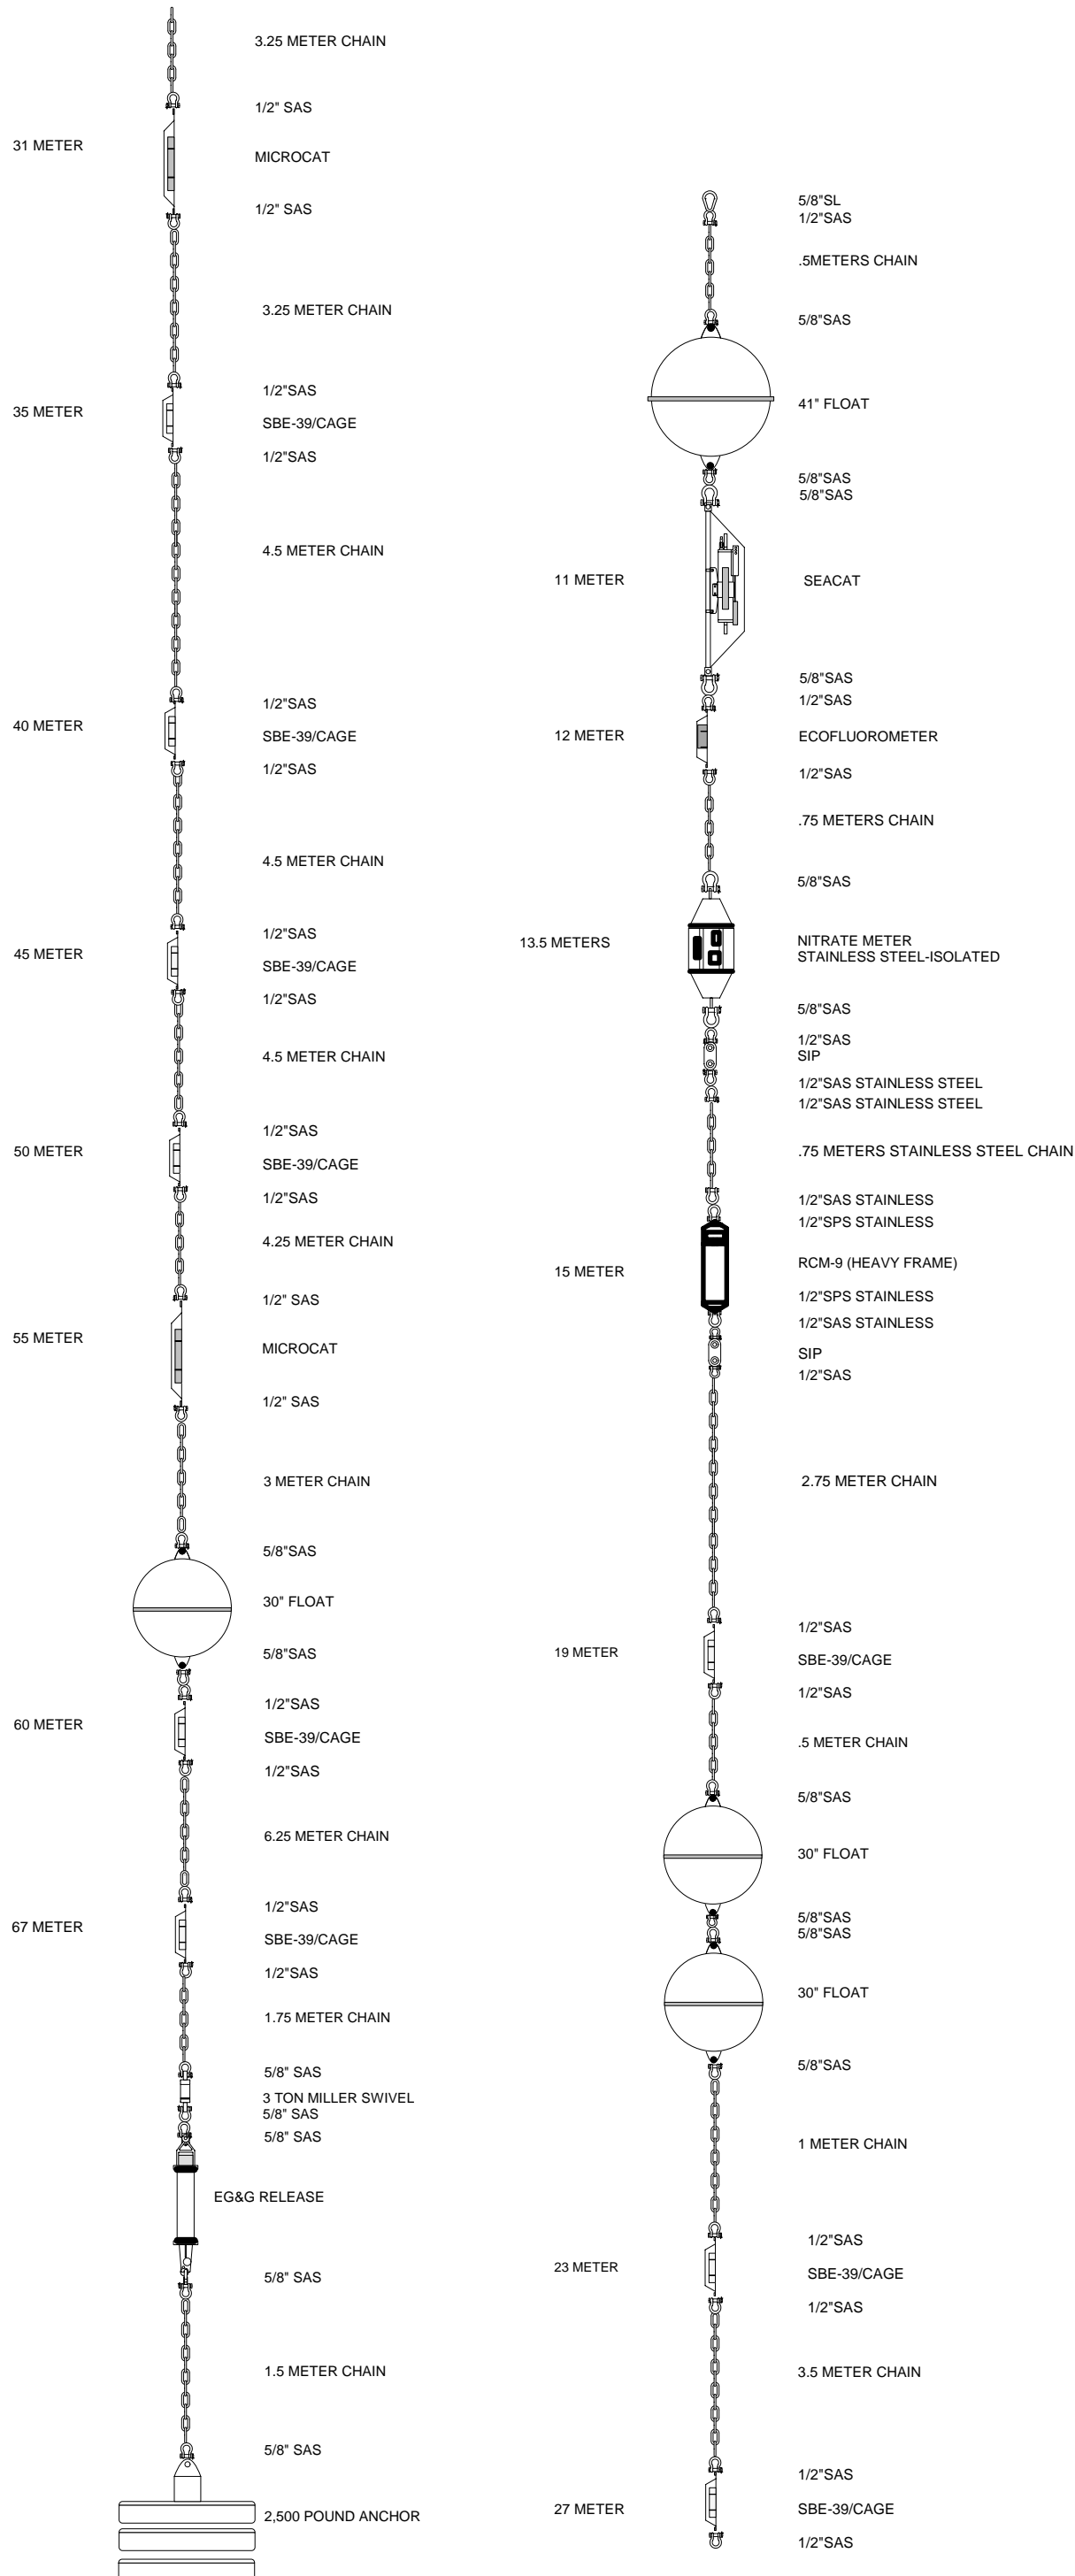 3.25 METER CHAIN
1/2" SAS
31 METER
MICROCAT
1/2" SAS
3.25 METER CHAIN
1/2"SAS
35 METER
SBE-39/CAGE
1/2"SAS
4.5 METER CHAIN
1/2"SAS
40 METER
SBE-39/CAGE
1/2"SAS
4.5 METER CHAIN
1/2"SAS
45 METER
SBE-39/CAGE
1/2"SAS
4.5 METER CHAIN
1/2"SAS
50 METER
SBE-39/CAGE
1/2"SAS
4.25 METER CHAIN
1/2" SAS
55 METER
MICROCAT
1/2" SAS
3 METER CHAIN
5/8"SAS
30" FLOAT
5/8"SAS
1/2"SAS
60 METER
SBE-39/CAGE
1/2"SAS
6.25 METER CHAIN
1/2"SAS
67 METER
SBE-39/CAGE
1/2"SAS
1.75 METER CHAIN
5/8" SAS
3 TON MILLER SWIVEL
5/8" SAS
5/8" SAS
EG&G RELEASE
5/8" SAS
1.5 METER CHAIN
5/8" SAS
2,500 POUND ANCHOR
5/8"SL
1/2"SAS
.5METERS CHAIN
5/8"SAS
41" FLOAT
5/8"SAS
5/8"SAS
11 METER
SEACAT
5/8"SAS
1/2"SAS
12 METER
ECOFLUOROMETER
1/2"SAS
.75 METERS CHAIN
5/8"SAS
13.5 METERS
NITRATE METER
STAINLESS STEEL-ISOLATED
5/8"SAS
1/2"SAS
SIP
1/2"SAS STAINLESS STEEL
1/2"SAS STAINLESS STEEL
.75 METERS STAINLESS STEEL CHAIN
1/2"SAS STAINLESS
1/2"SPS STAINLESS
15 METER
RCM-9 (HEAVY FRAME)
1/2"SPS STAINLESS
1/2"SAS STAINLESS
SIP
1/2"SAS
2.75 METER CHAIN
1/2"SAS
19 METER
SBE-39/CAGE
1/2"SAS
.5 METER CHAIN
5/8"SAS
30" FLOAT
5/8"SAS
5/8"SAS
30" FLOAT
5/8"SAS
1 METER CHAIN
1/2"SAS
23 METER
SBE-39/CAGE
1/2"SAS
3.5 METER CHAIN
1/2"SAS
27 METER
SBE-39/CAGE
1/2"SAS